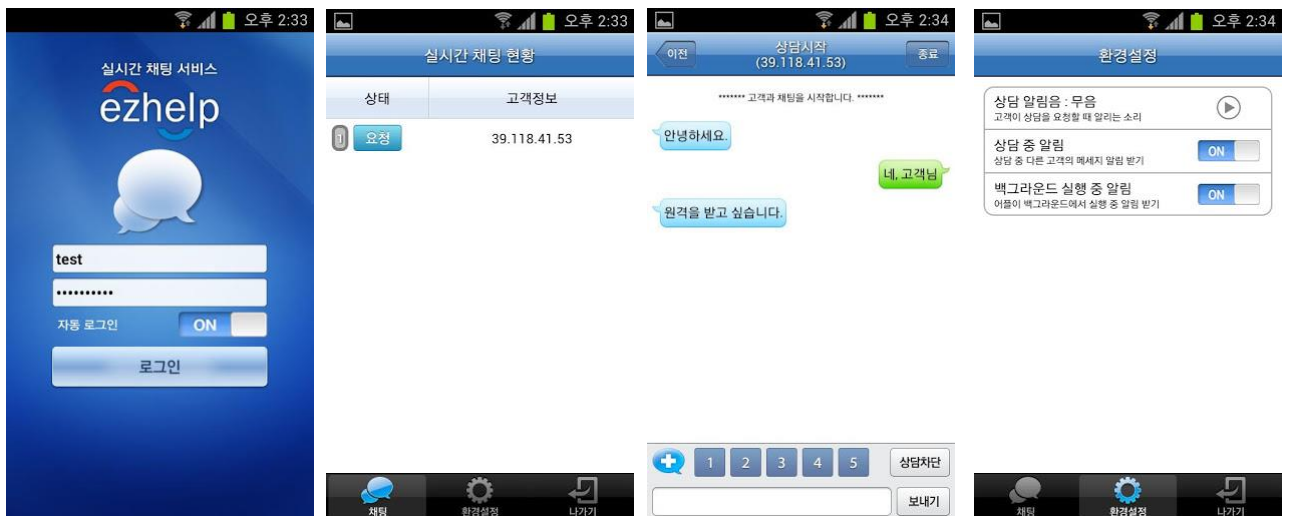 오후 2:33
실시간 채팅 서비스
ezhelp
test
••••••••••
자동 로그인 ON
로그인
오후 2:33
실시간 채팅 현황
상태 고객정보
1 요청 39.118.41.53
채팅 환경설정 나가기
오후 2:34
이전 상담시작 종료
(39.118.41.53)
******* 고객과 채팅을 시작합니다. *******
안녕하세요.
네, 고객님
원격을 받고 싶습니다.
1 2 3 4 5 상담차단
보내기
오후 2:34
환경설정
상담 알림음 : 무음
고객이 상담을 요청할 때 알리는 소리
상담 중 알림 ON
상담 중 다른 고객의 메세지 알림 받기
백그라운드 실행 중 알림 ON
어플이 백그라운드에서 실행 중 알림 받기
채팅 환경설정 나가기